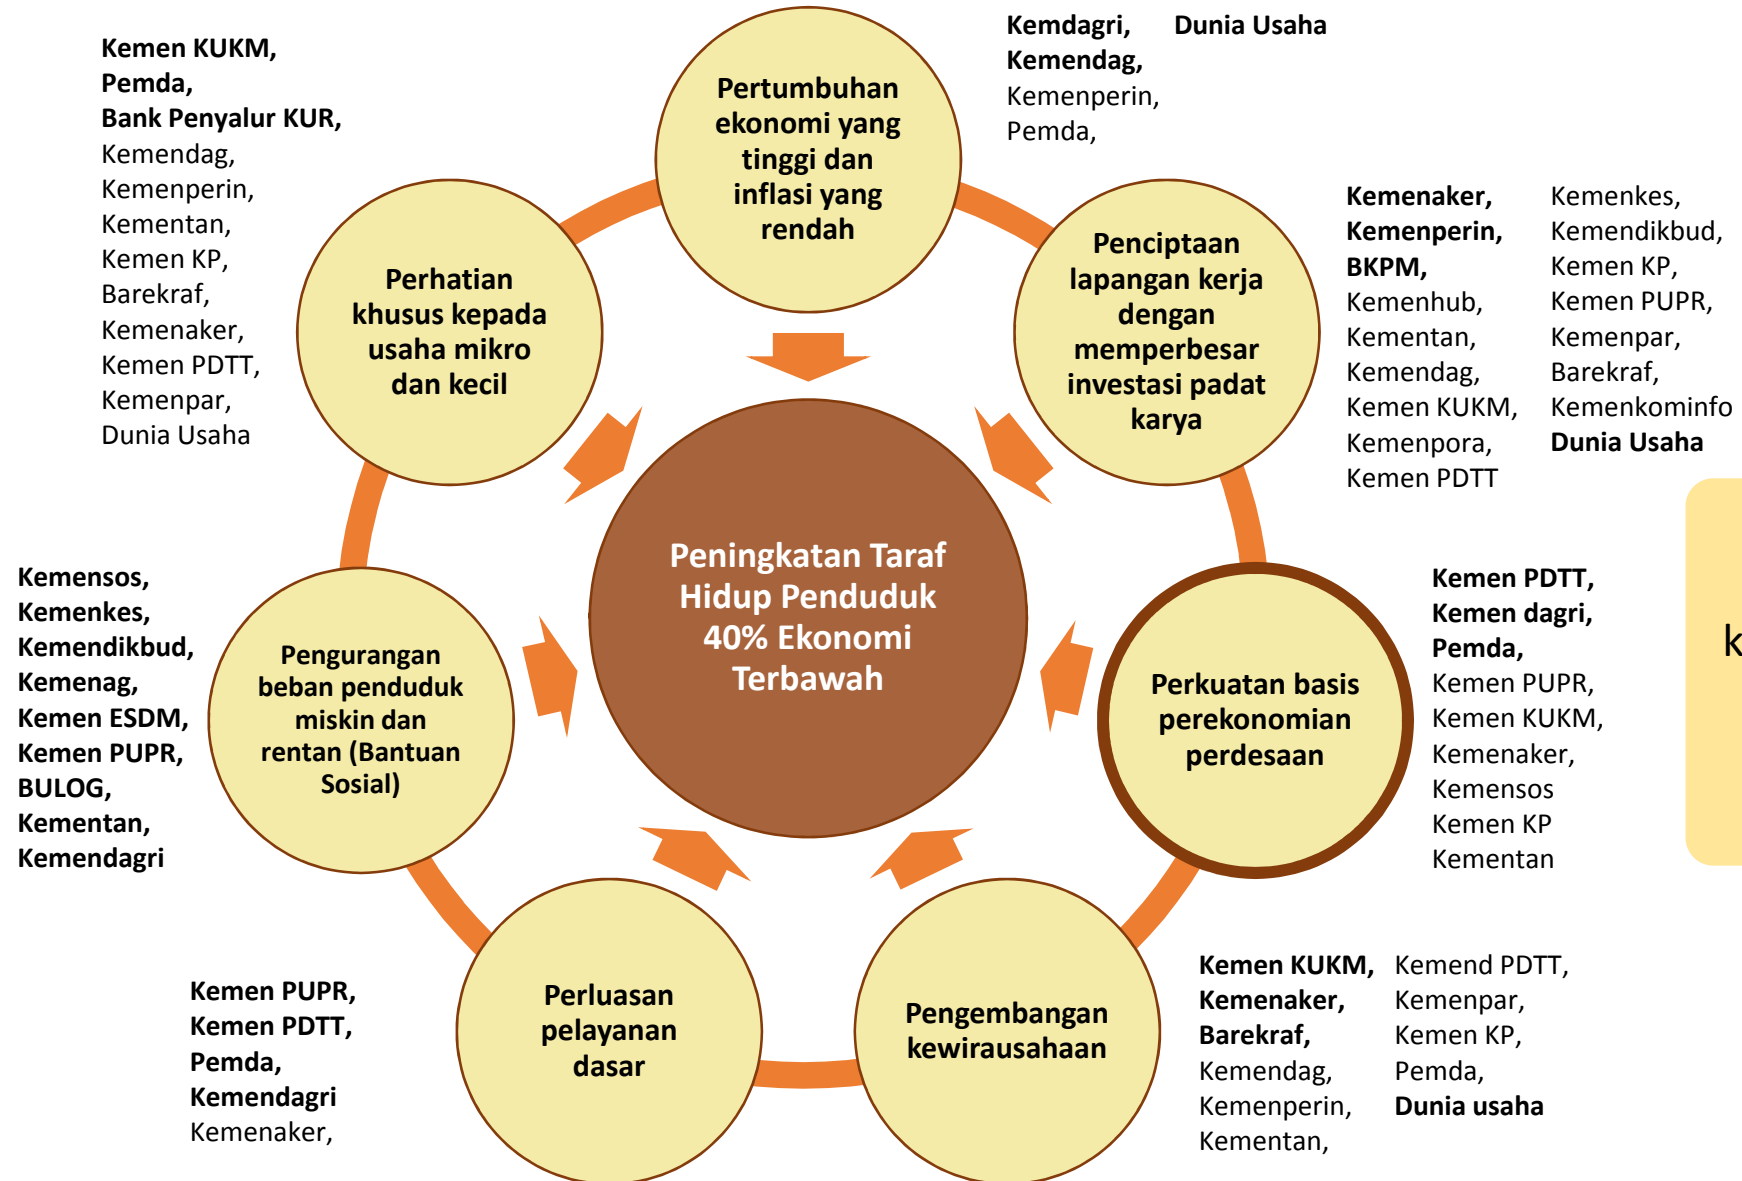 Kemen KUKM,
Pemda,
Bank Penyalur KUR,
Kemendag,
Kemenperin,
Kementan,
Kemen KP,
Barekraf,
Kemenaker,
Kemen PDTT,
Kemenpar,
Dunia Usaha
Pertumbuhan
ekonomi yang
tinggi dan
inflasi yang
rendah
Kemdagri,
Kemendag,
Kemenperin,
Pemda,
Dunia Usaha
Perhatian
khusus kepada
usaha mikro
dan kecil
Penciptaan
lapangan kerja
dengan
memperbesar
investasi padat
karya
Kemenaker,
Kemenperin,
BKPM,
Kemenhub,
Kementan,
Kemendag,
Kemen KUKM,
Kemenpora,
Kemen PDTT
Kemenkes,
Kemendikbud,
Kemen KP,
Kemen PUPR,
Kemenpar,
Barekraf,
Kemenkominfo
Dunia Usaha
Peningkatan Taraf
Hidup Penduduk
40% Ekonomi
Terbawah
Kemensos,
Kemenkes,
Kemendikbud,
Kemenag,
Kemen ESDM,
Kemen PUPR,
BULOG,
Kementan,
Kemendagri
Pengurangan
beban penduduk
miskin dan
rentan (Bantuan
Sosial)
Perkuatan basis
perekonomian
perdesaan
Kemen PDTT,
Kemen dagri,
Pemda,
Kemen PUPR,
Kemen KUKM,
Kemenaker,
Kemensos
Kemen KP
Kementan
k
Kemen PUPR,
Kemen PDTT,
Pemda,
Kemendagri
Kemenaker,
Perluasan
pelayanan
dasar
Pengembangan
kewirausahaan
Kemen KUKM,
Kemenaker,
Barekraf,
Kemendag,
Kemenperin,
Kementan,
Kemend PDTT,
Kemenpar,
Kemen KP,
Pemda,
Dunia usaha